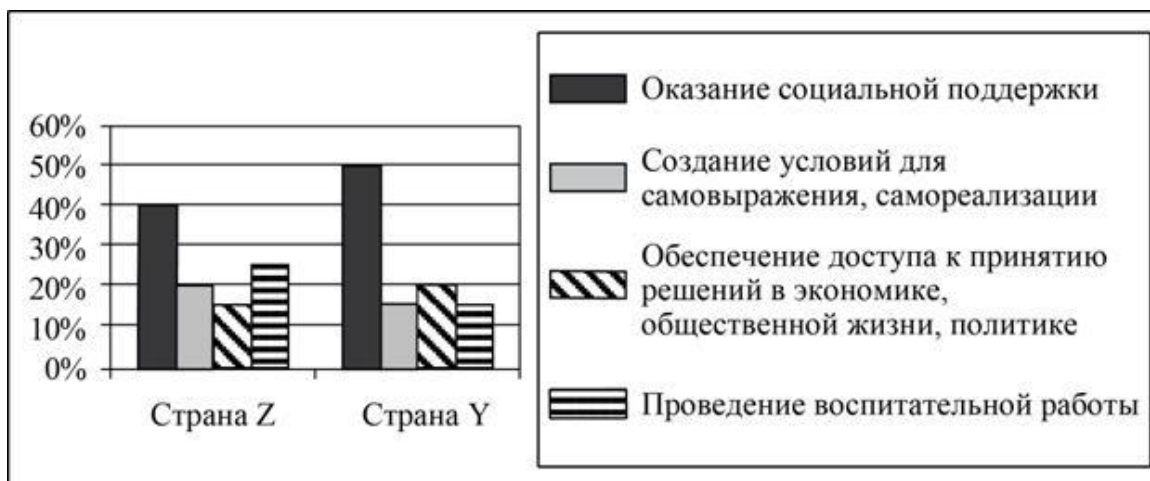 60%
50%
40%
30%
20%
10%
0%
Страна Z
Страна Y
Оказание социальной поддержки
Создание условий для
самовыражения, самореализации
Обеспечение доступа к принятию
решений в экономике,
общественной жизни, политике
Проведение воспитательной работы